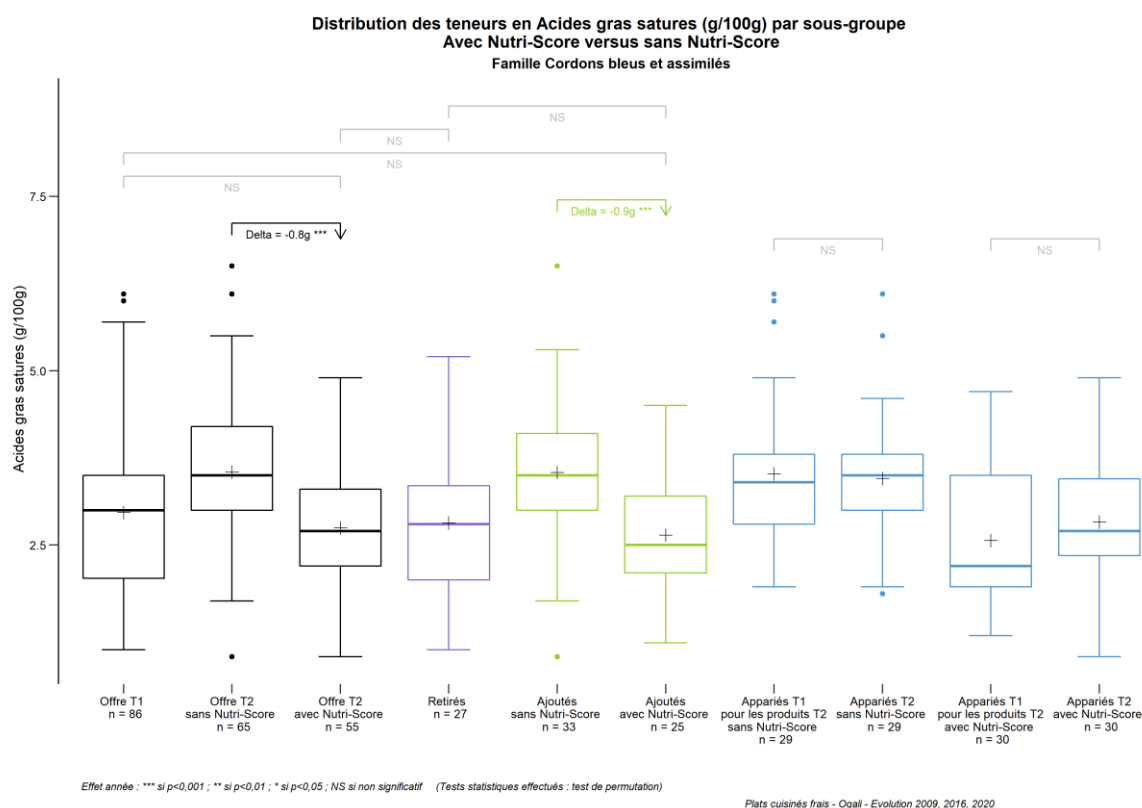 Distribution des teneurs en Acides gras satures (g/100g) par sous-groupe
Avec Nutri-Score versus sans Nutri-Score
Famille Cordons bleus et assimilés
NS
NS
NS
NS
7.5
Delta = -0.8g ***
Delta = -0.9g ***
NS
NS
5.0
2.5
Acides gras satures (g/100g)
Offre T1
n = 86
Offre T2
sans Nutri-Score
n = 65
Offre T2
avec Nutri-Score
n = 55
Retirés
n = 27
Ajoutés
sans Nutri-Score
n = 33
Ajoutés
avec Nutri-Score
n = 25
Appariés T1
pour les produits T2
sans Nutri-Score
n = 29
Appariés T2
sans Nutri-Score
n = 29
Appariés T1
pour les produits T2
avec Nutri-Score
n = 30
Appariés T2
avec Nutri-Score
n = 30
Effet année : *** si p<0,001 ; ** si p<0,01 ; * si p<0,05 ; NS si non significatif (Tests statistiques effectués : test de permutation)
Plats cuisinés frais - Oqali - Evolution 2009, 2016, 2020